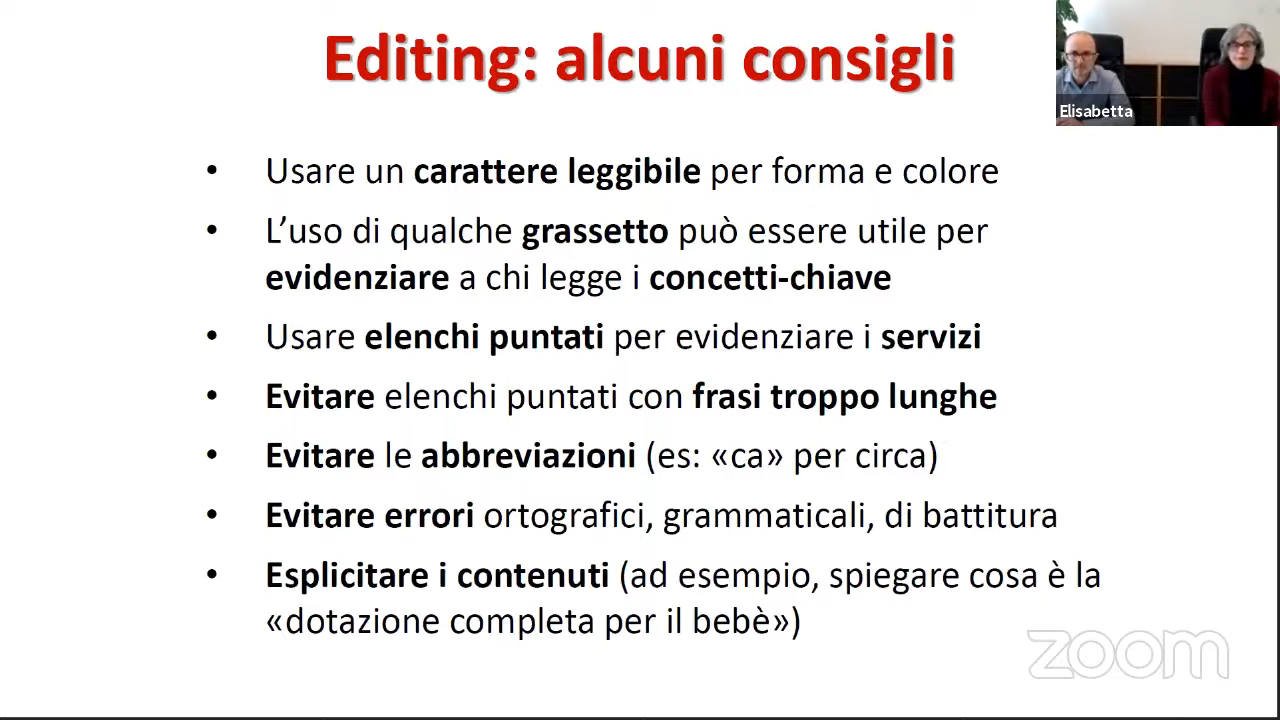 Editing: alcuni consigli
Elisabetta
• Usare un carattere leggibile per forma e colore
• L’uso di qualche grassetto può essere utile per
evidenziare a chi legge i concetti-chiave
• Usare elenchi puntati per evidenziare i servizi
• Evitare elenchi puntati con frasi troppo lunghe
• Evitare le abbreviazioni (es: «ca» per circa)
• Evitare errori ortografici, grammaticali, di battitura
• Esplicitare i contenuti (ad esempio, spiegare cosa è la
«dotazione completa per il bebè»)
zoom